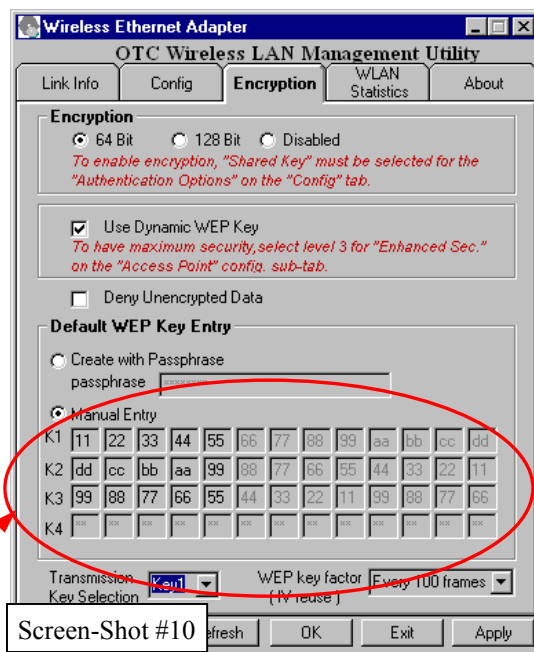 Wireless Ethernet Adapter
OTC Wireless LAN Management Utility
Link Info Config Encryption WLAN Statistics About
Encryption
64 Bit 128 Bit Disabled
To enable encryption, "Shared Key" must be selected for the
"Authentication Options" on the "Config" tab.
Use Dynamic WEP Key
To have maximum security,select level 3 for "Enhanced Sec."
on the "Access Point" config. sub-tab.
Deny Unencrypted Data
Default WEP Key Entry
Create with Passphrase
passphrase ********
Manual Entry
K1 11 22 33 44 55 66 77 88 99 aa bb cc dd
K2 dd cc bb aa 99 88 77 66 55 44 33 22 11
K3 99 88 77 66 55 44 33 22 11 99 88 77 66
K4 ** ** ** ** ** ** ** ** ** ** ** ** **
Transmission Key Selection Key1 WEP key factor (IV reuse) Every 100 frames
Screen-Shot #10 efresh OK Exit Apply